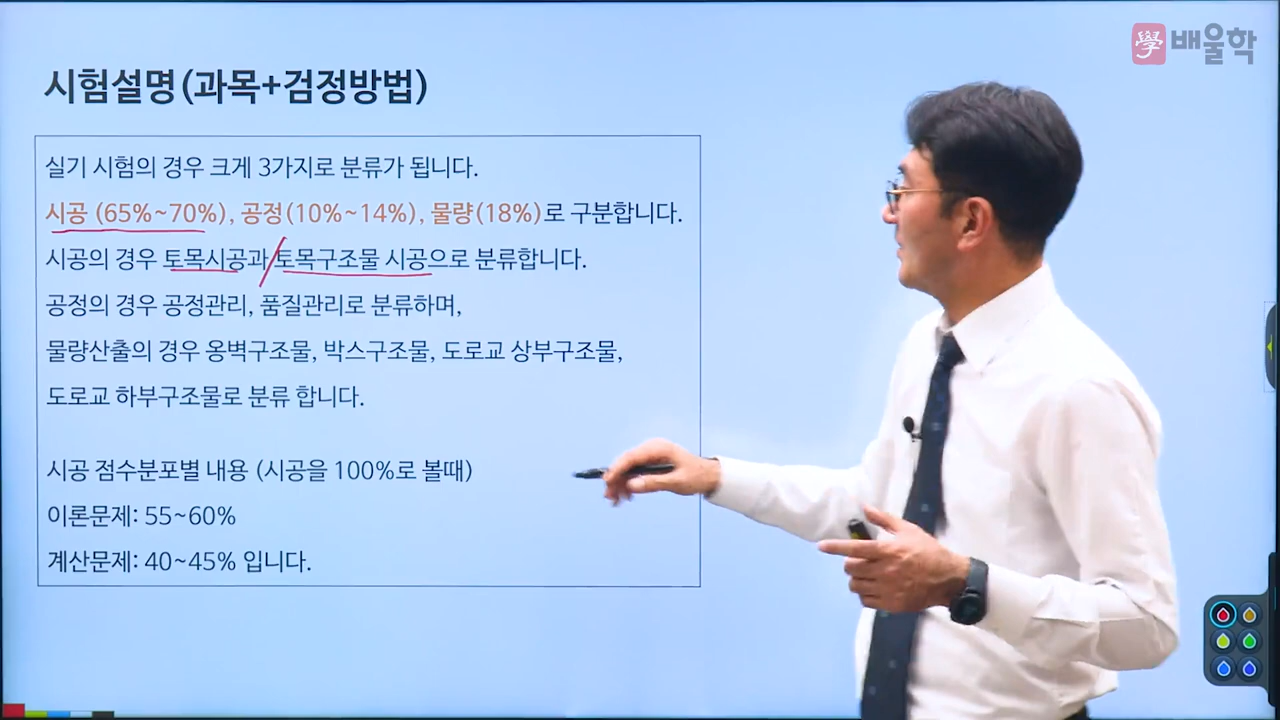 學 배울학
시험설명(과목+검정방법)
실기 시험의 경우 크게 3가지로 분류가 됩니다.
시공 (65%~70%), 공정(10%~14%), 물량(18%)로 구분합니다.
시공의 경우 토목시공과 토목구조물 시공으로 분류합니다.
공정의 경우 공정관리, 품질관리로 분류하며,
물량산출의 경우 옹벽구조물, 박스구조물, 도로교 상부구조물,
도로교 하부구조물로 분류 합니다.
시공 점수분포별 내용 (시공을 100%로 볼때)
이론문제: 55~60%
계산문제: 40~45% 입니다.